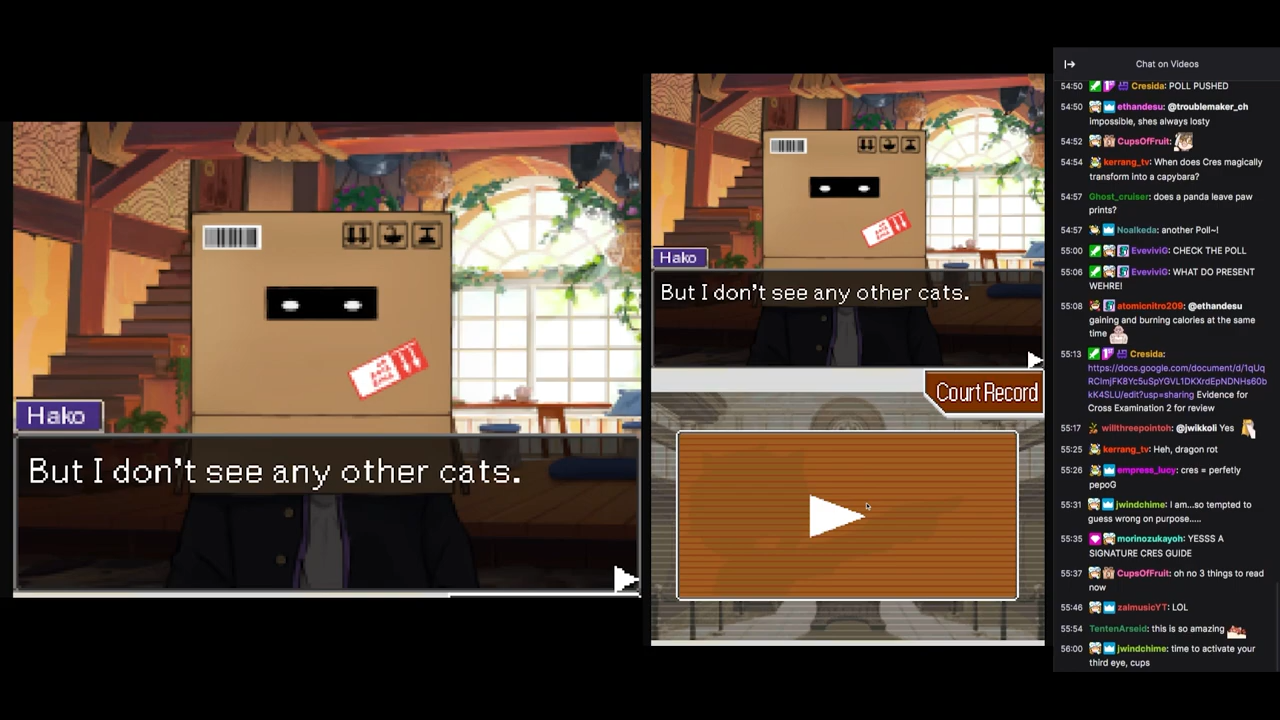 Hako
But I don't see any other cats.
Hako
But I don't see any other cats.
Court Record
Chat on Videos
54:50 Cresida: POLL PUSHED
54:50 ethandesu: @troublemaker_ch
impossible, shes always losty
54:52 CupsOfFruit:
54:54 kerrang_tv: When does Cres magically
transform into a capybara?
54:57 Ghost_cruiser: does a panda leave paw
prints?
54:57 Noalkeda: another Poll~!
55:00 EveviviG: CHECK THE POLL
55:06 EveviviG: WHAT DO PRESENT
WEHRE!
55:08 atomicnitro209: @ethandesu
gaining and burning calories at the same
time
55:13 Cresida:
https://docs.google.com/document/d/1qUq
RCImjFK8Yc5uSpYGVL1DKXrdEpNDNHs60b
kK4SLU/edit?usp=sharing Evidence for
Cross Examination 2 for review
55:17 willthreepointoh: @jwikkoli Yes
55:25 kerrang_tv: Heh, dragon rot
55:26 empress_lucy: cres = perfetly
pepoG
55:31 jwindchime: I am...so tempted to
guess wrong on purpose.....
55:35 morinozukayoh: YESSS A
SIGNATURE CRES GUIDE
55:37 CupsOfFruit: oh no 3 things to read
now
55:46 zalmusicYT: LOL
55:54 TentenArseid: this is so amazing
56:00 jwindchime: time to activate your
third eye, cups